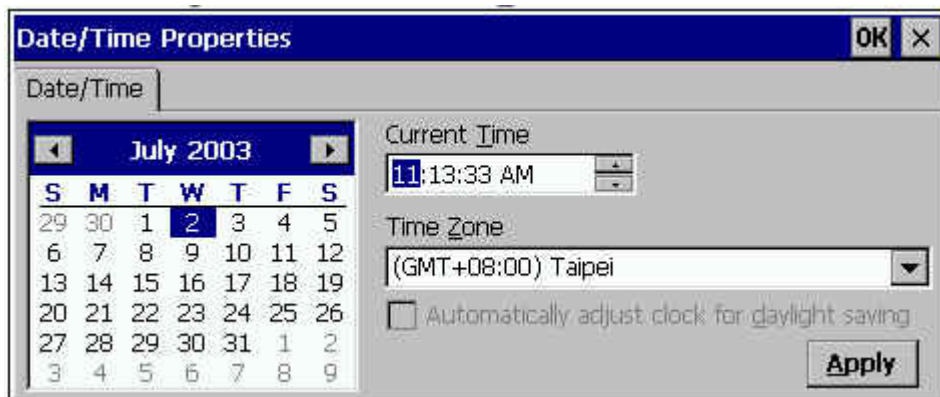 Date/Time Properties OK ×
Date/Time
July 2003
S M T W T F S
29 30 1 2 3 4 5
6 7 8 9 10 11 12
13 14 15 16 17 18 19
20 21 22 23 24 25 26
27 28 29 30 31 1 2
3 4 5 6 7 8 9
Current Time
11:13:33 AM
Time Zone
(GMT+08:00) Taipei
Automatically adjust clock for daylight saving
Apply